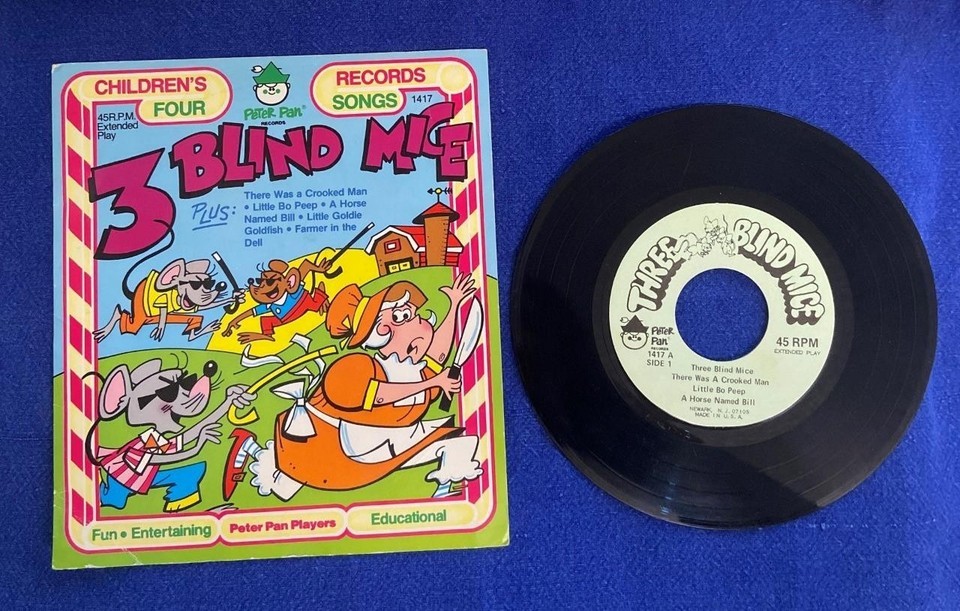 CHILDREN'S
FOUR
RECORDS
SONGS
Peter Pan
RECORDS
45R.P.M.
Extended
Play
1417
3 BLIND MICE
PLUS:
There Was a Crooked Man
• Little Bo Peep • A Horse
Named Bill • Little Goldie
Goldfish • Farmer in the
Dell
Fun • Entertaining
Peter Pan Players
Educational
THREE BLIND MICE
Peter
Pan
RECORDS
1417 A
SIDE 1
45 RPM
EXTENDED PLAY
Three Blind Mice
There Was A Crooked Man
Little Bo Peep
A Horse Named Bill
NEWARK, N. J. 07105
MADE IN U.S.A.